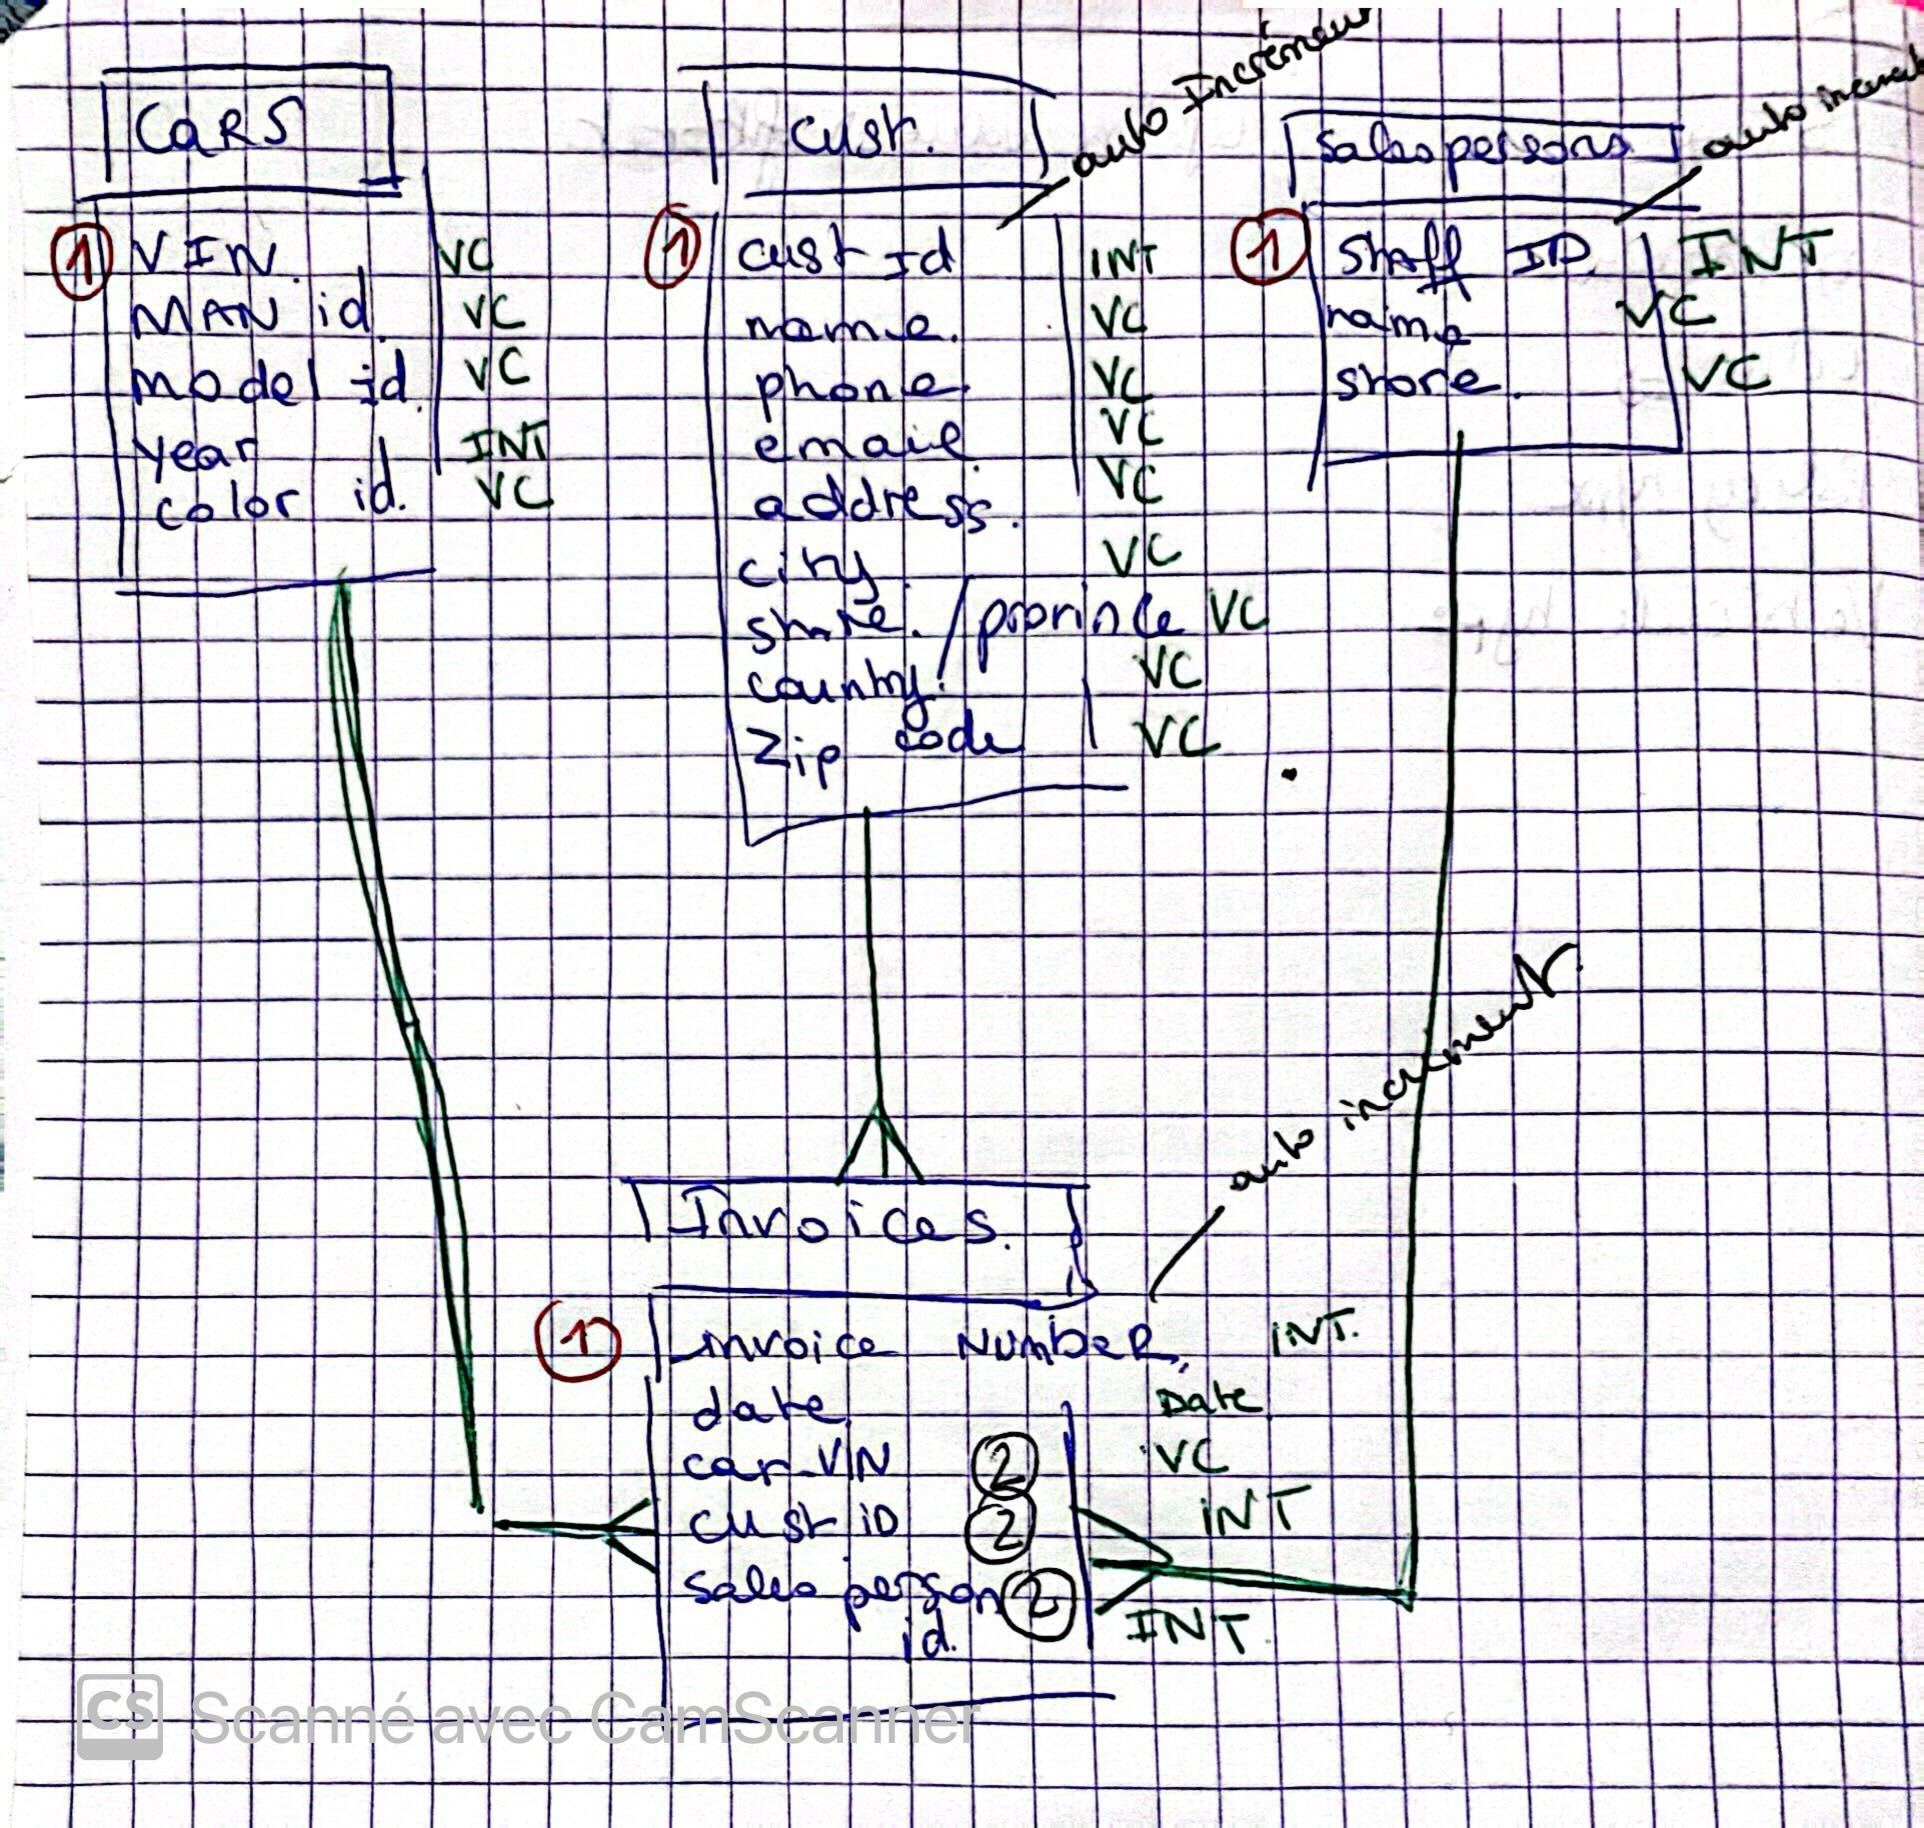 CARS
① VIN. VC
MAN id. VC
model id. VC
year INT
color id. VC
cust.
auto Incrément
① cust Id INT
name. VC
phone. VC
email. VC
address. VC
city. VC
state. / province VC
country. VC
Zip code VC
salespersons
auto increment
① Staff ID. INT
name VC
store. VC
Invoices.
auto increment.
① invoice NumbeR. INT.
date. Date
car-VIN ② VC
cust iD ② INT
sales person ② INT.
id.
CS Scanné avec CamScanner